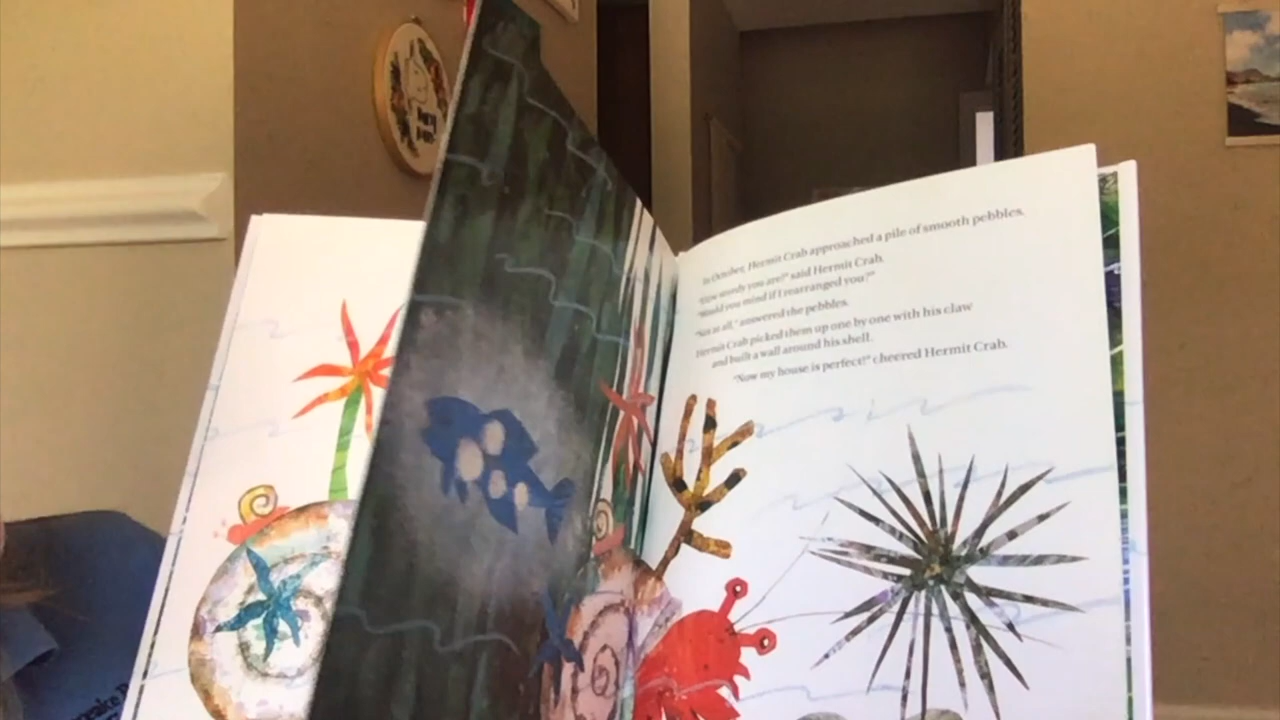 In October, Hermit Crab approached a pile of smooth pebbles.
"How sturdy you are!" said Hermit Crab.
"Would you mind if I rearranged you?"
"Not at all," answered the pebbles.
Hermit Crab picked them up one by one with his claw
and built a wall around his shell.
"Now my house is perfect!" cheered Hermit Crab.